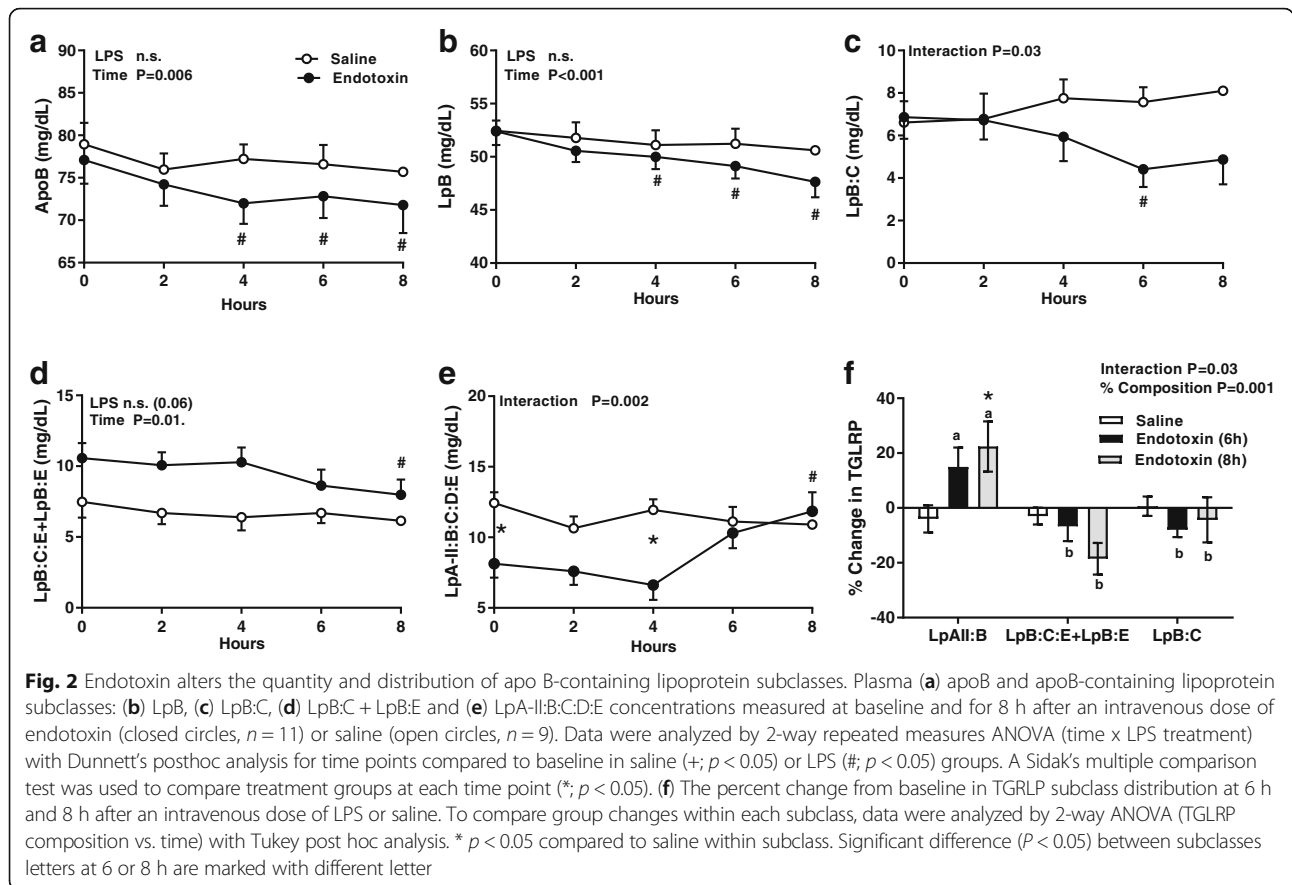 a
LPS n.s.
Time P=0.006
Saline
Endotoxin
ApoB (mg/dL)
90
85
80
75
70
65
# # #
0 2 4 6 8
Hours
b
LPS n.s.
Time P<0.001
LpB (mg/dL)
60
55
50
45
40
# # #
0 2 4 6 8
Hours
c
Interaction P=0.03
LpB:C (mg/dL)
10
8
6
4
2
0
#
0 2 4 6 8
Hours
d
LPS n.s. (0.06)
Time P=0.01.
LpB:C:E+LpB:E (mg/dL)
15
10
5
0
#
0 2 4 6 8
Hours
e
Interaction P=0.002
LpA-II:B:C:D:E (mg/dL)
20
15
10
5
* * #
0 2 4 6 8
Hours
f
Interaction P=0.03
% Composition P=0.001
Saline
Endotoxin (6h)
Endotoxin (8h)
% Change in TGLRP
40
20
0
-20
-40
a * a
b b
b b
LpAII:B LpB:C:E+LpB:E LpB:C
Fig. 2 Endotoxin alters the quantity and distribution of apo B-containing lipoprotein subclasses. Plasma (a) apoB and apoB-containing lipoprotein
subclasses: (b) LpB, (c) LpB:C, (d) LpB:C + LpB:E and (e) LpA-II:B:C:D:E concentrations measured at baseline and for 8 h after an intravenous dose of
endotoxin (closed circles, n = 11) or saline (open circles, n = 9). Data were analyzed by 2-way repeated measures ANOVA (time x LPS treatment)
with Dunnett's posthoc analysis for time points compared to baseline in saline (+; p < 0.05) or LPS (#; p < 0.05) groups. A Sidak's multiple comparison
test was used to compare treatment groups at each time point (*; p < 0.05). (f) The percent change from baseline in TGRLP subclass distribution at 6 h
and 8 h after an intravenous dose of LPS or saline. To compare group changes within each subclass, data were analyzed by 2-way ANOVA (TGLRP
composition vs. time) with Tukey post hoc analysis. * p < 0.05 compared to saline within subclass. Significant difference (P < 0.05) between subclasses
letters at 6 or 8 h are marked with different letter